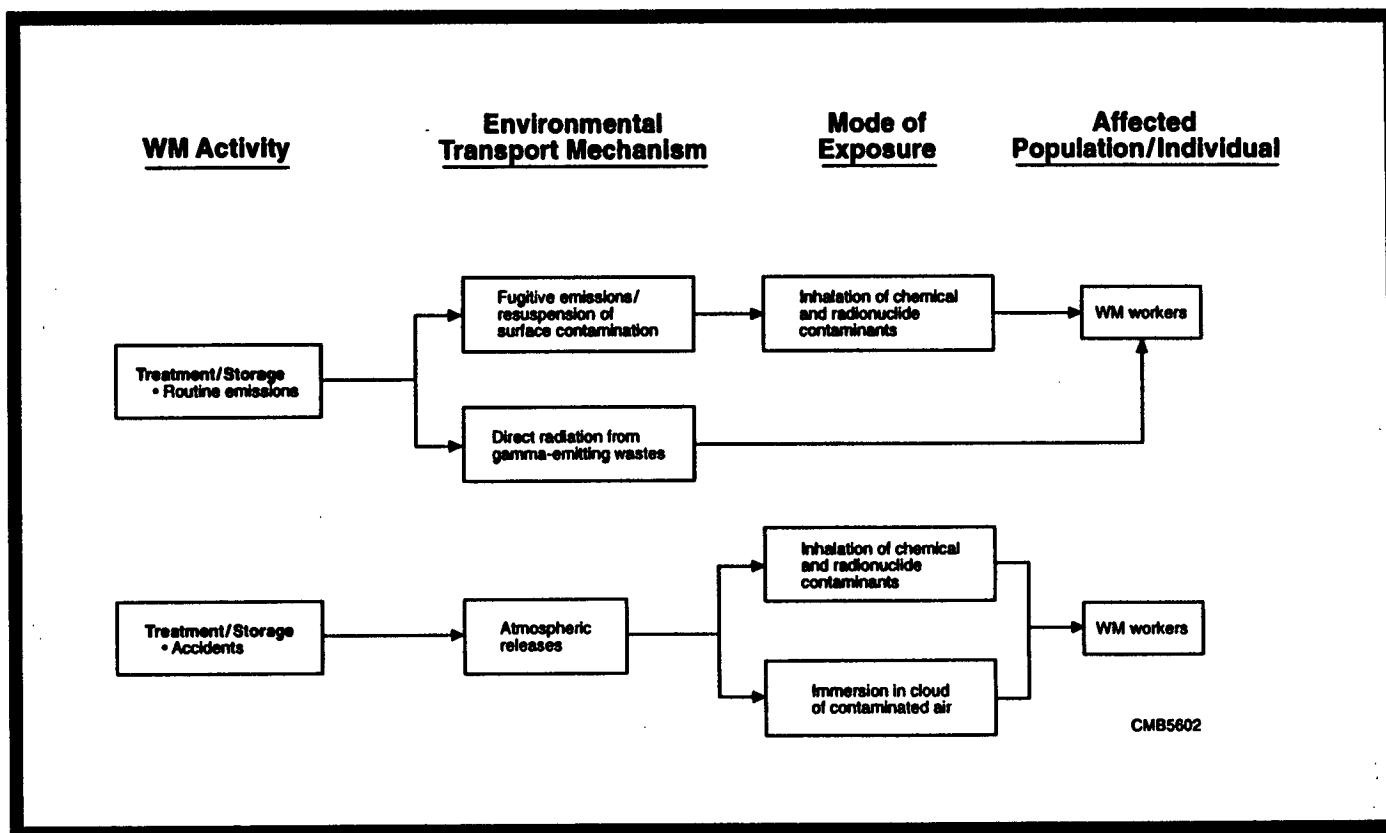 WM Activity
Environmental
Transport Mechanism
Mode of
Exposure
Affected
Population/Individual
Fugitive emissions/
resuspension of
surface contamination
Inhalation of chemical
and radionuclide
contaminants
WM workers
Treatment/Storage
• Routine emissions
Direct radiation from
gamma-emitting wastes
Inhalation of chemical
and radionuclide
contaminants
Treatment/Storage
• Accidents
Atmospheric
releases
WM workers
Immersion in cloud
of contaminated air
CMB5602